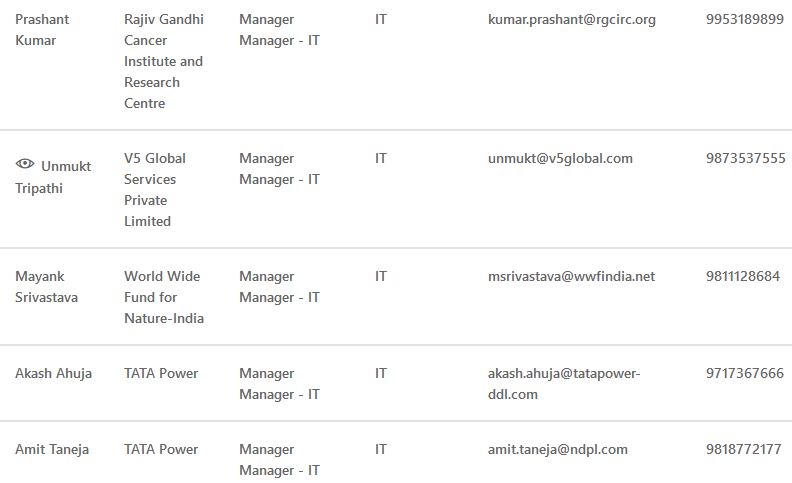 Prashant Kumar Rajiv Gandhi Cancer Institute and Research Centre Manager Manager - IT IT kumar.prashant@rgcirc.org 9953189899
Unmukt Tripathi V5 Global Services Private Limited Manager Manager - IT IT unmukt@v5global.com 9873537555
Mayank Srivastava World Wide Fund for Nature-India Manager Manager - IT IT msrivastava@wwfindia.net 9811128684
Akash Ahuja TATA Power Manager Manager - IT IT akash.ahuja@tatapower-ddl.com 9717367666
Amit Taneja TATA Power Manager Manager - IT IT amit.taneja@ndpl.com 9818772177